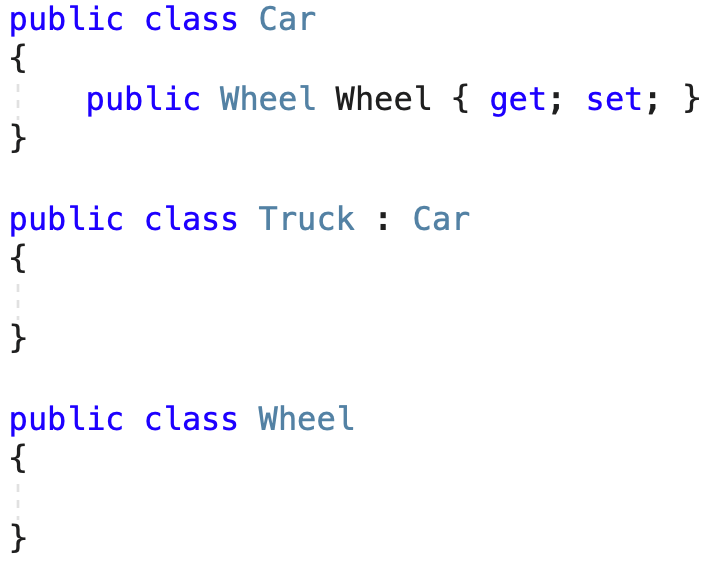 public class Car
{
    public Wheel Wheel { get; set; }
}

public class Truck : Car
{

}

public class Wheel
{

}